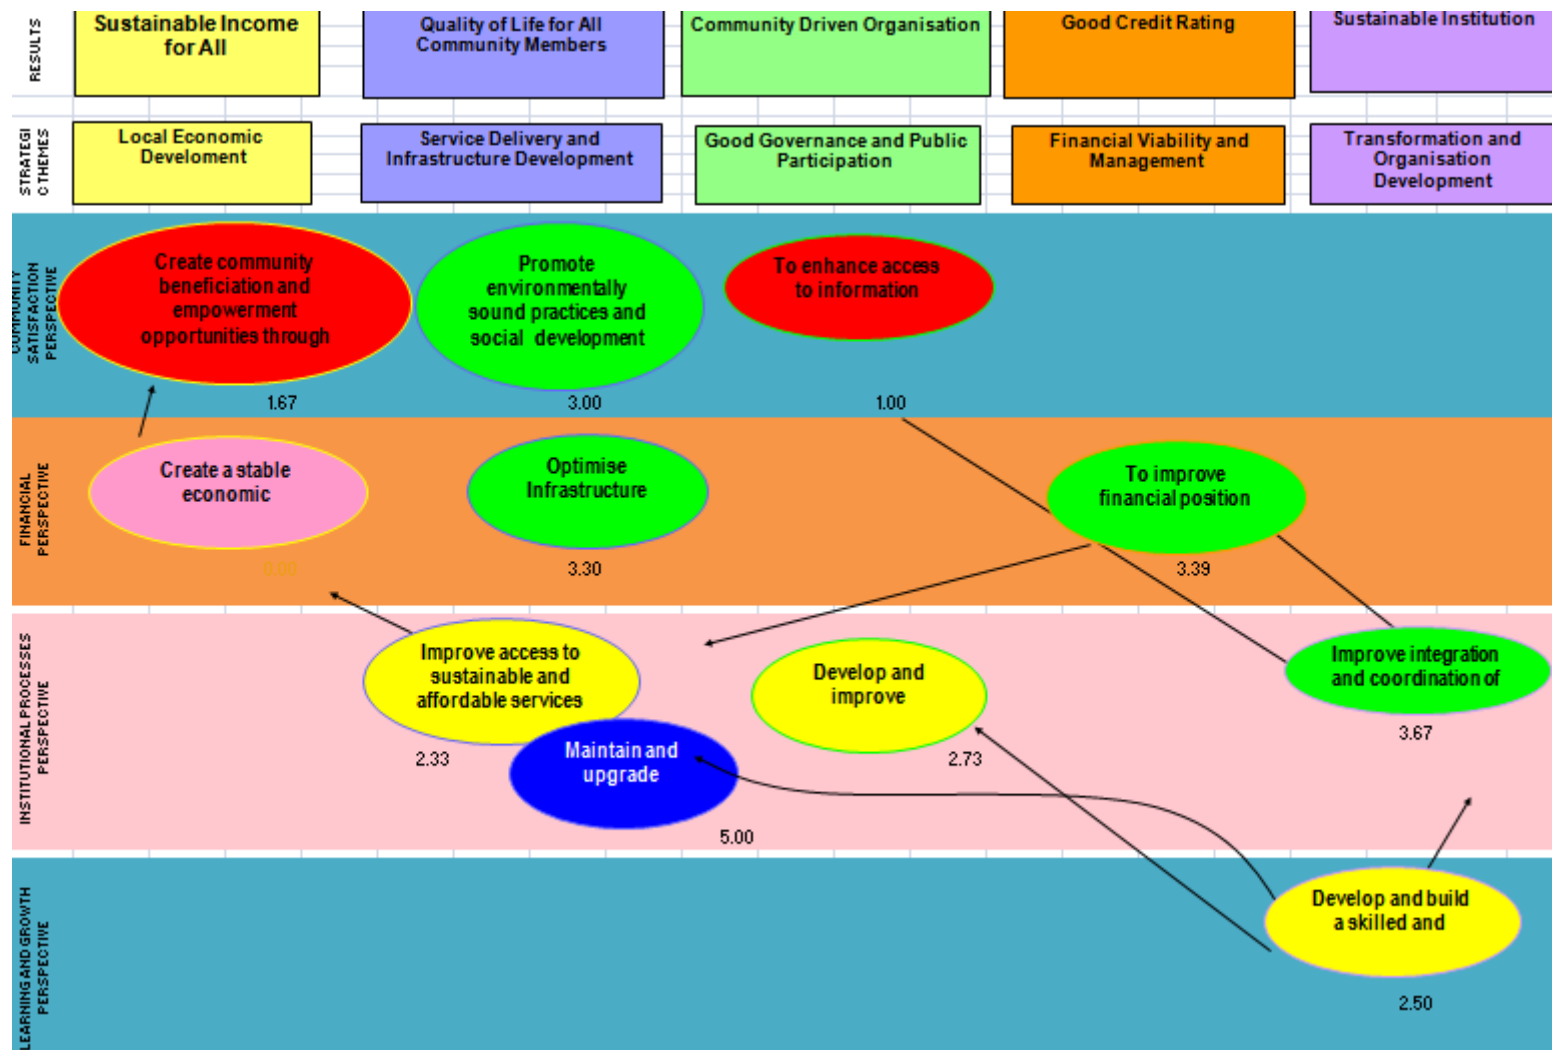 RESULTS
Sustainable Income
for All
Quality of Life for All
Community Members
Community Driven Organisation
Good Credit Rating
Sustainable Institution
STRATEGI
C THEMES
Local Economic
Develoment
Service Delivery and
Infrastructure Development
Good Governance and Public
Participation
Financial Viability and
Management
Transformation and
Organisation
Development
COMMUNITY
SATISFACTION
PERSPECTIVE
Create community
beneficiation and
empowerment
opportunities through
1.67
Promote
environmentally
sound practices and
social development
3.00
To enhance access
to information
1.00
FINANCIAL
PERSPECTIVE
Create a stable
economic
0.00
Optimise
Infrastructure
3.30
To improve
financial position
3.39
INSTITUTIONAL PROCESSES
PERSPECTIVE
Improve access to
sustainable and
affordable services
2.33
Maintain and
upgrade
5.00
Develop and
improve
2.73
Improve integration
and coordination of
3.67
LEARNING AND GROWTH
PERSPECTIVE
Develop and build
a skilled and
2.50